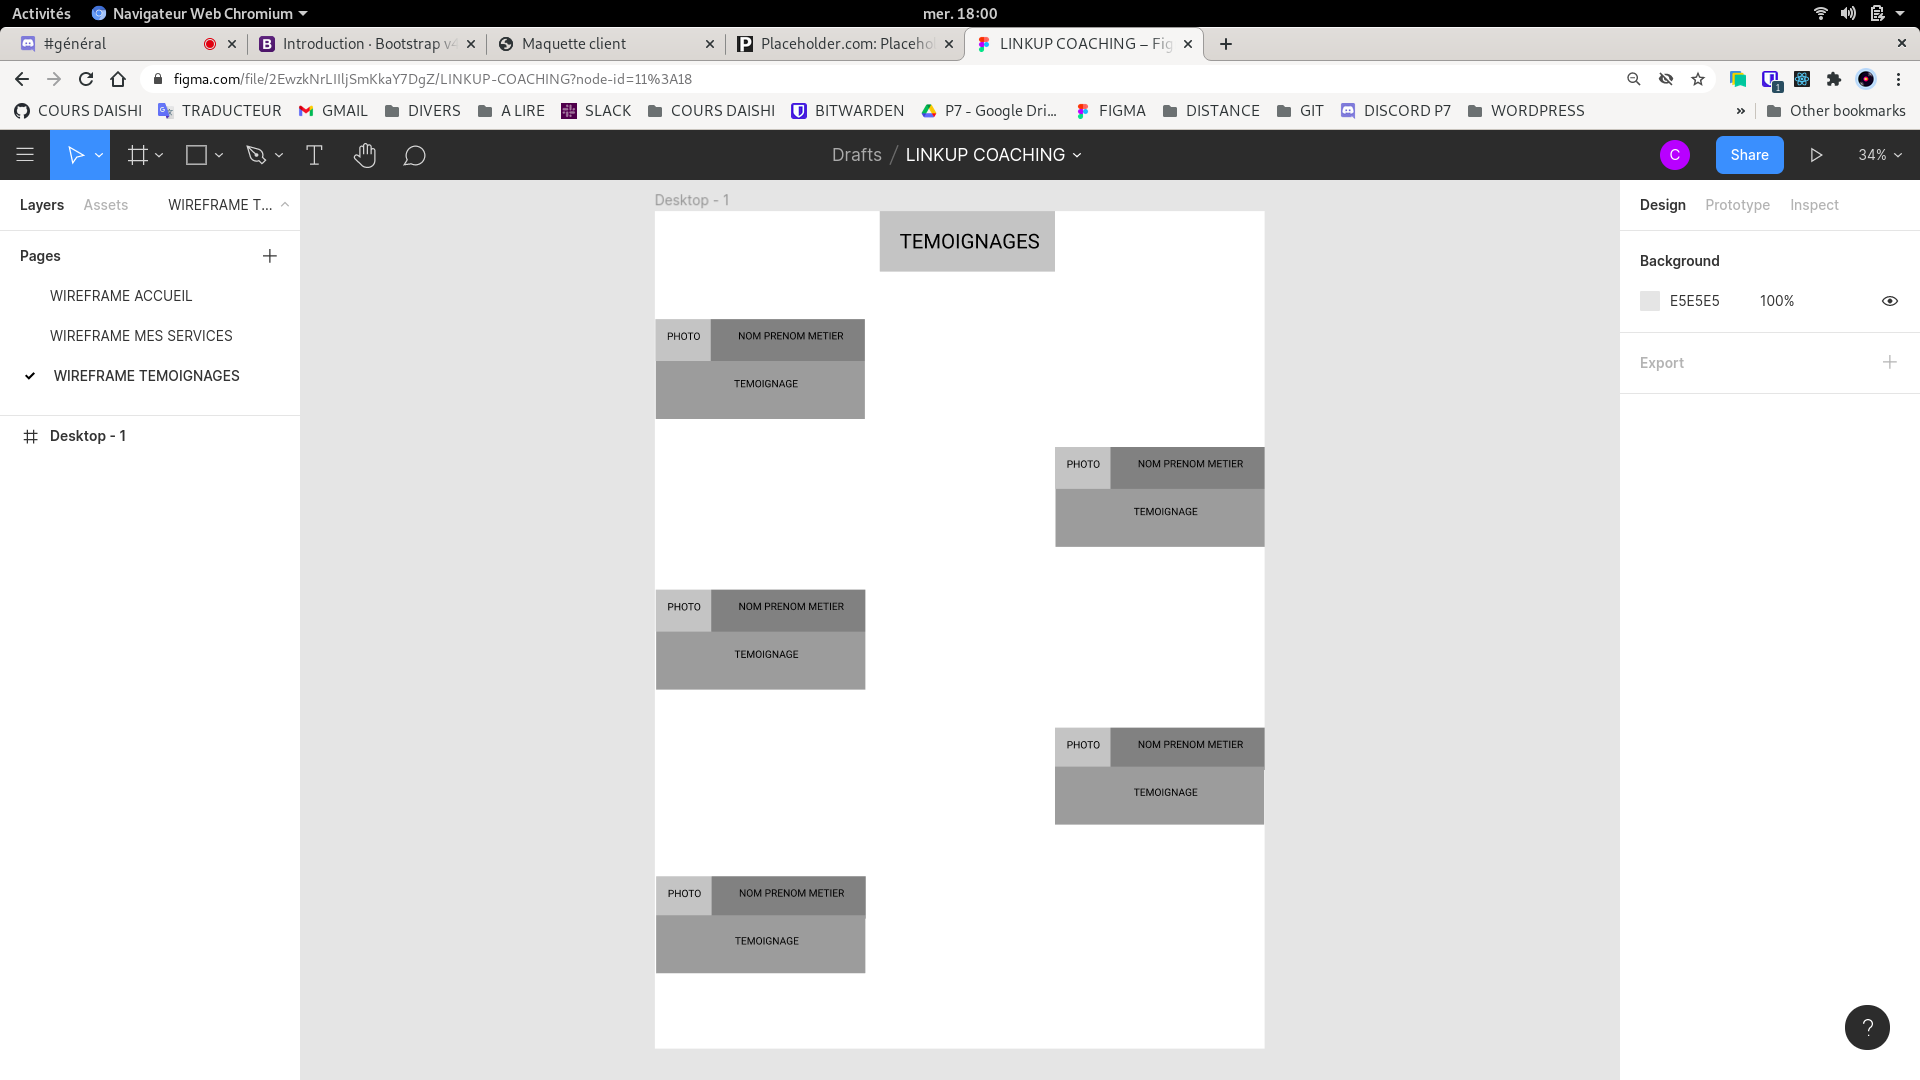 Activités Navigateur Web Chromium mer. 18:00
#général Introduction · Bootstrap v4 Maquette client Placeholder.com: Placeho LINKUP COACHING – Fig
figma.com/file/2EwzkNrLIIljSmKkaY7DgZ/LINKUP-COACHING?node-id=11%3A18 1
COURS DAISHI TRADUCTEUR GMAIL DIVERS A LIRE SLACK COURS DAISHI BITWARDEN P7 - Google Dri... FIGMA DISTANCE GIT DISCORD P7 WORDPRESS » Other bookmarks
Drafts / LINKUP COACHING C Share 34%
Layers Assets WIREFRAME T...
Pages
WIREFRAME ACCUEIL
WIREFRAME MES SERVICES
WIREFRAME TEMOIGNAGES
Desktop - 1
Desktop - 1
TEMOIGNAGES
PHOTO NOM PRENOM METIER
TEMOIGNAGE
PHOTO NOM PRENOM METIER
TEMOIGNAGE
PHOTO NOM PRENOM METIER
TEMOIGNAGE
PHOTO NOM PRENOM METIER
TEMOIGNAGE
PHOTO NOM PRENOM METIER
TEMOIGNAGE
Design Prototype Inspect
Background
E5E5E5 100%
Export
?